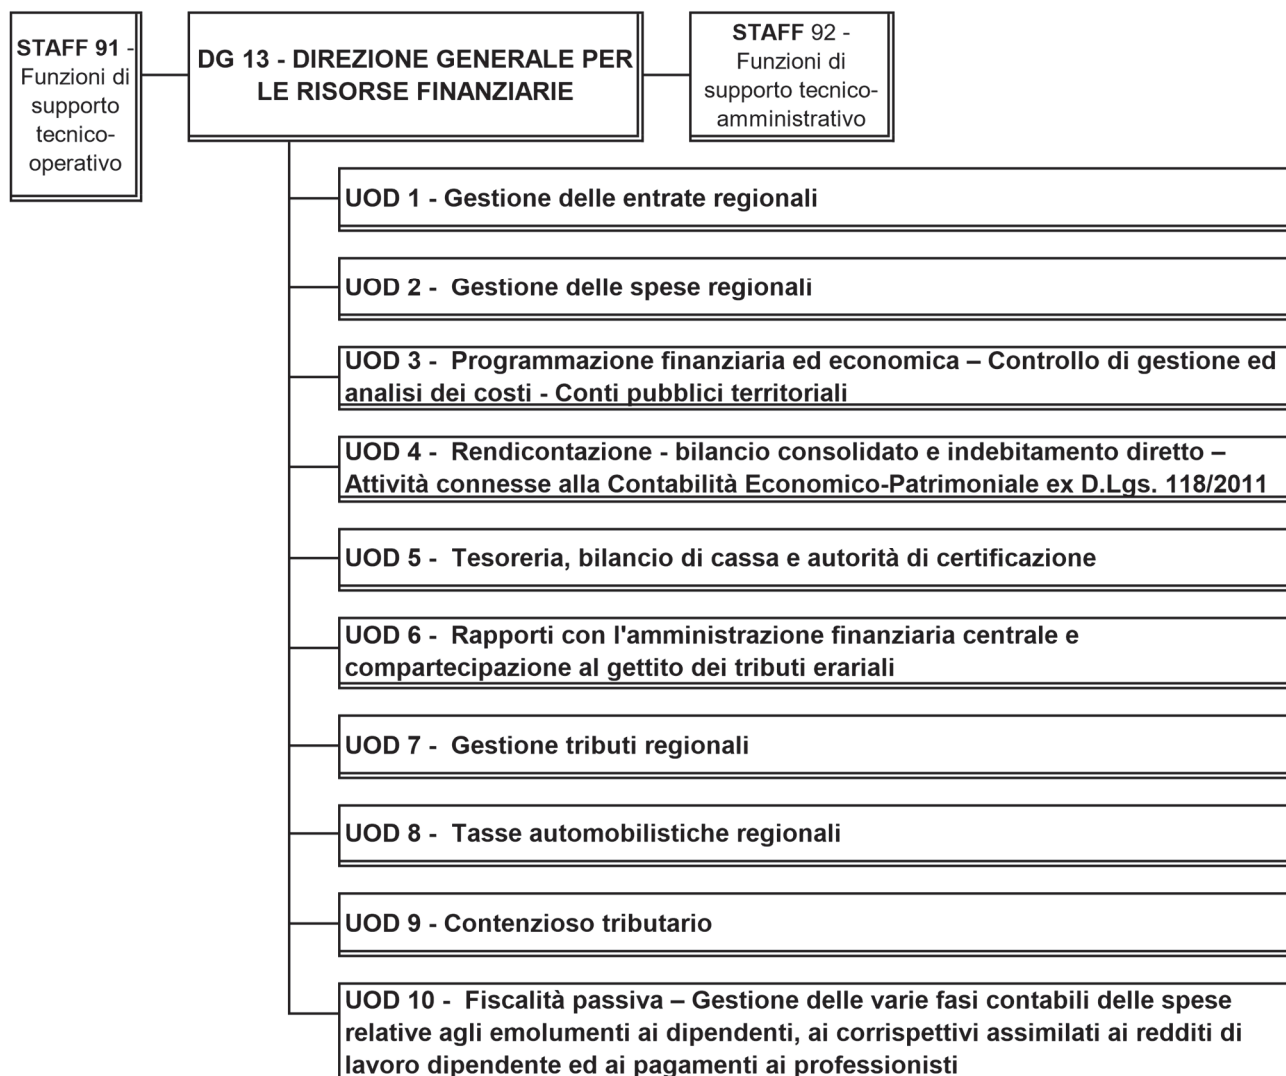 STAFF 91 -
Funzioni di
supporto
tecnico-
operativo
DG 13 - DIREZIONE GENERALE PER
LE RISORSE FINANZIARIE
STAFF 92 -
Funzioni di
supporto tecnico-
amministrativo
UOD 1 - Gestione delle entrate regionali
UOD 2 - Gestione delle spese regionali
UOD 3 - Programmazione finanziaria ed economica – Controllo di gestione ed
analisi dei costi - Conti pubblici territoriali
UOD 4 - Rendicontazione - bilancio consolidato e indebitamento diretto –
Attività connesse alla Contabilità Economico-Patrimoniale ex D.Lgs. 118/2011
UOD 5 - Tesoreria, bilancio di cassa e autorità di certificazione
UOD 6 - Rapporti con l'amministrazione finanziaria centrale e
compartecipazione al gettito dei tributi erariali
UOD 7 - Gestione tributi regionali
UOD 8 - Tasse automobilistiche regionali
UOD 9 - Contenzioso tributario
UOD 10 - Fiscalità passiva – Gestione delle varie fasi contabili delle spese
relative agli emolumenti ai dipendenti, ai corrispettivi assimilati ai redditi di
lavoro dipendente ed ai pagamenti ai professionisti